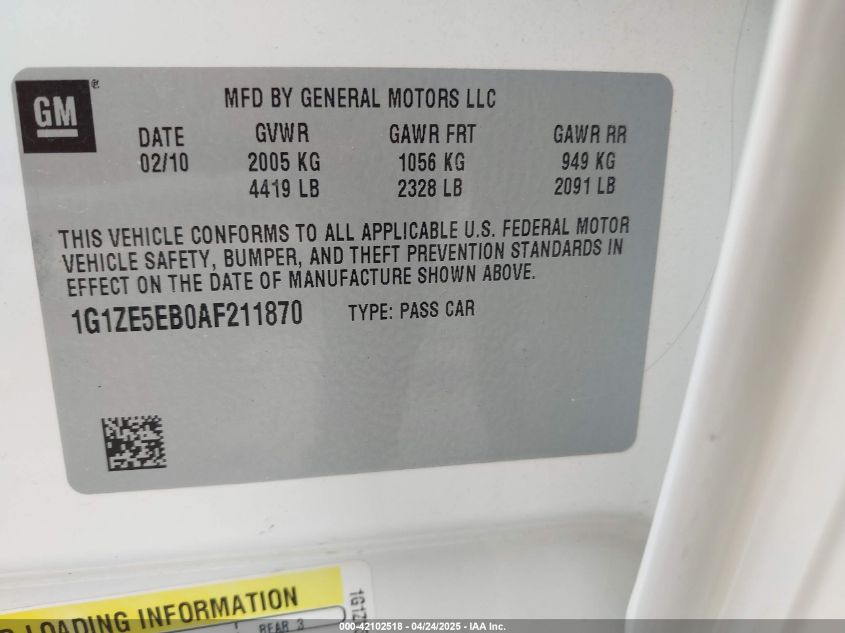 GM ®
MFD BY GENERAL MOTORS LLC
DATE GVWR GAWR FRT GAWR RR
02/10 2005 KG 1056 KG 949 KG
4419 LB 2328 LB 2091 LB
THIS VEHICLE CONFORMS TO ALL APPLICABLE U.S. FEDERAL MOTOR
VEHICLE SAFETY, BUMPER, AND THEFT PREVENTION STANDARDS IN
EFFECT ON THE DATE OF MANUFACTURE SHOWN ABOVE.
1G1ZE5EB0AF211870 TYPE: PASS CAR
LOADING INFORMATION
REAR 3
1G1Z
000-42102518 - 04/24/2025 - IAA Inc.